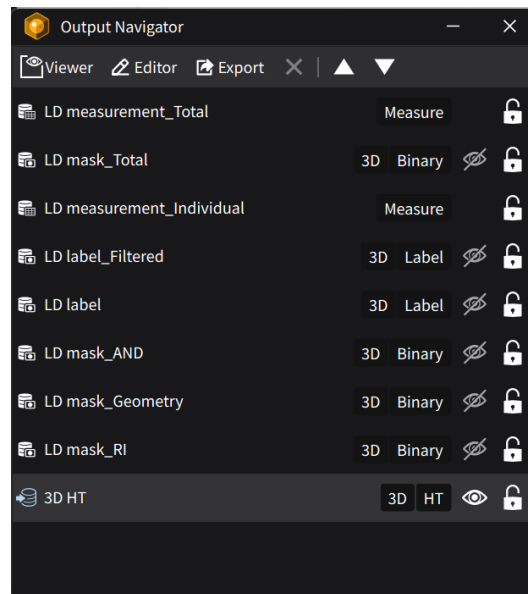 Output Navigator
Viewer Editor Export
LD measurement_Total Measure
LD mask_Total 3D Binary
LD measurement_Individual Measure
LD label_Filtered 3D Label
LD label 3D Label
LD mask_AND 3D Binary
LD mask_Geometry 3D Binary
LD mask_RI 3D Binary
3D HT 3D HT